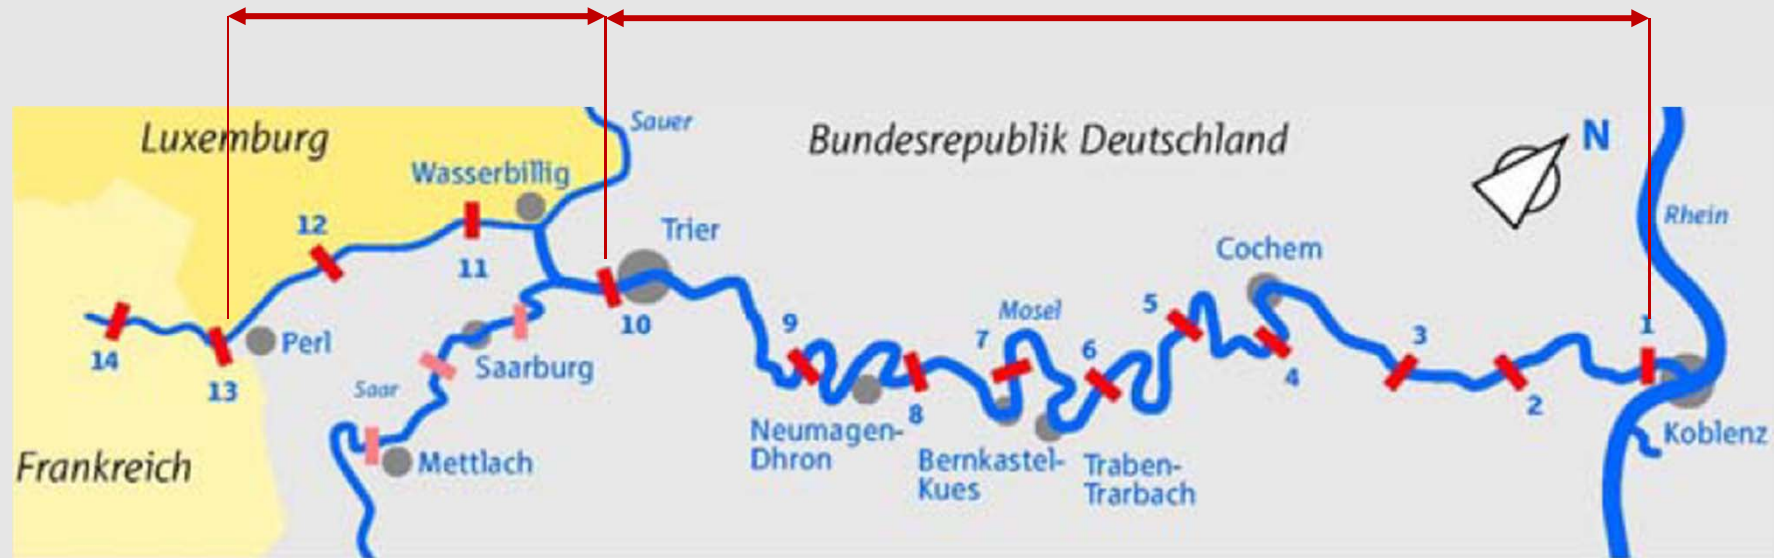 Luxemburg
Sauer
Bundesrepublik Deutschland
N
Wasserbillig
Rhein
12
Trier
Cochem
11
Mosel
5
10
9
7
6
3
1
14
Perl
13
Saarburg
Saar
8
4
2
Neumagen-
Dhron
Bernkastel-
Kues
Traben-
Trarbach
Koblenz
Frankreich
Mettlach